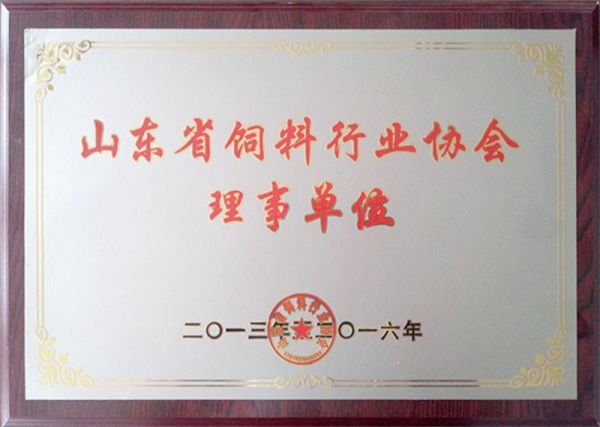 山东省饲料行业协会
理事单位
二〇一三年至二〇一六年